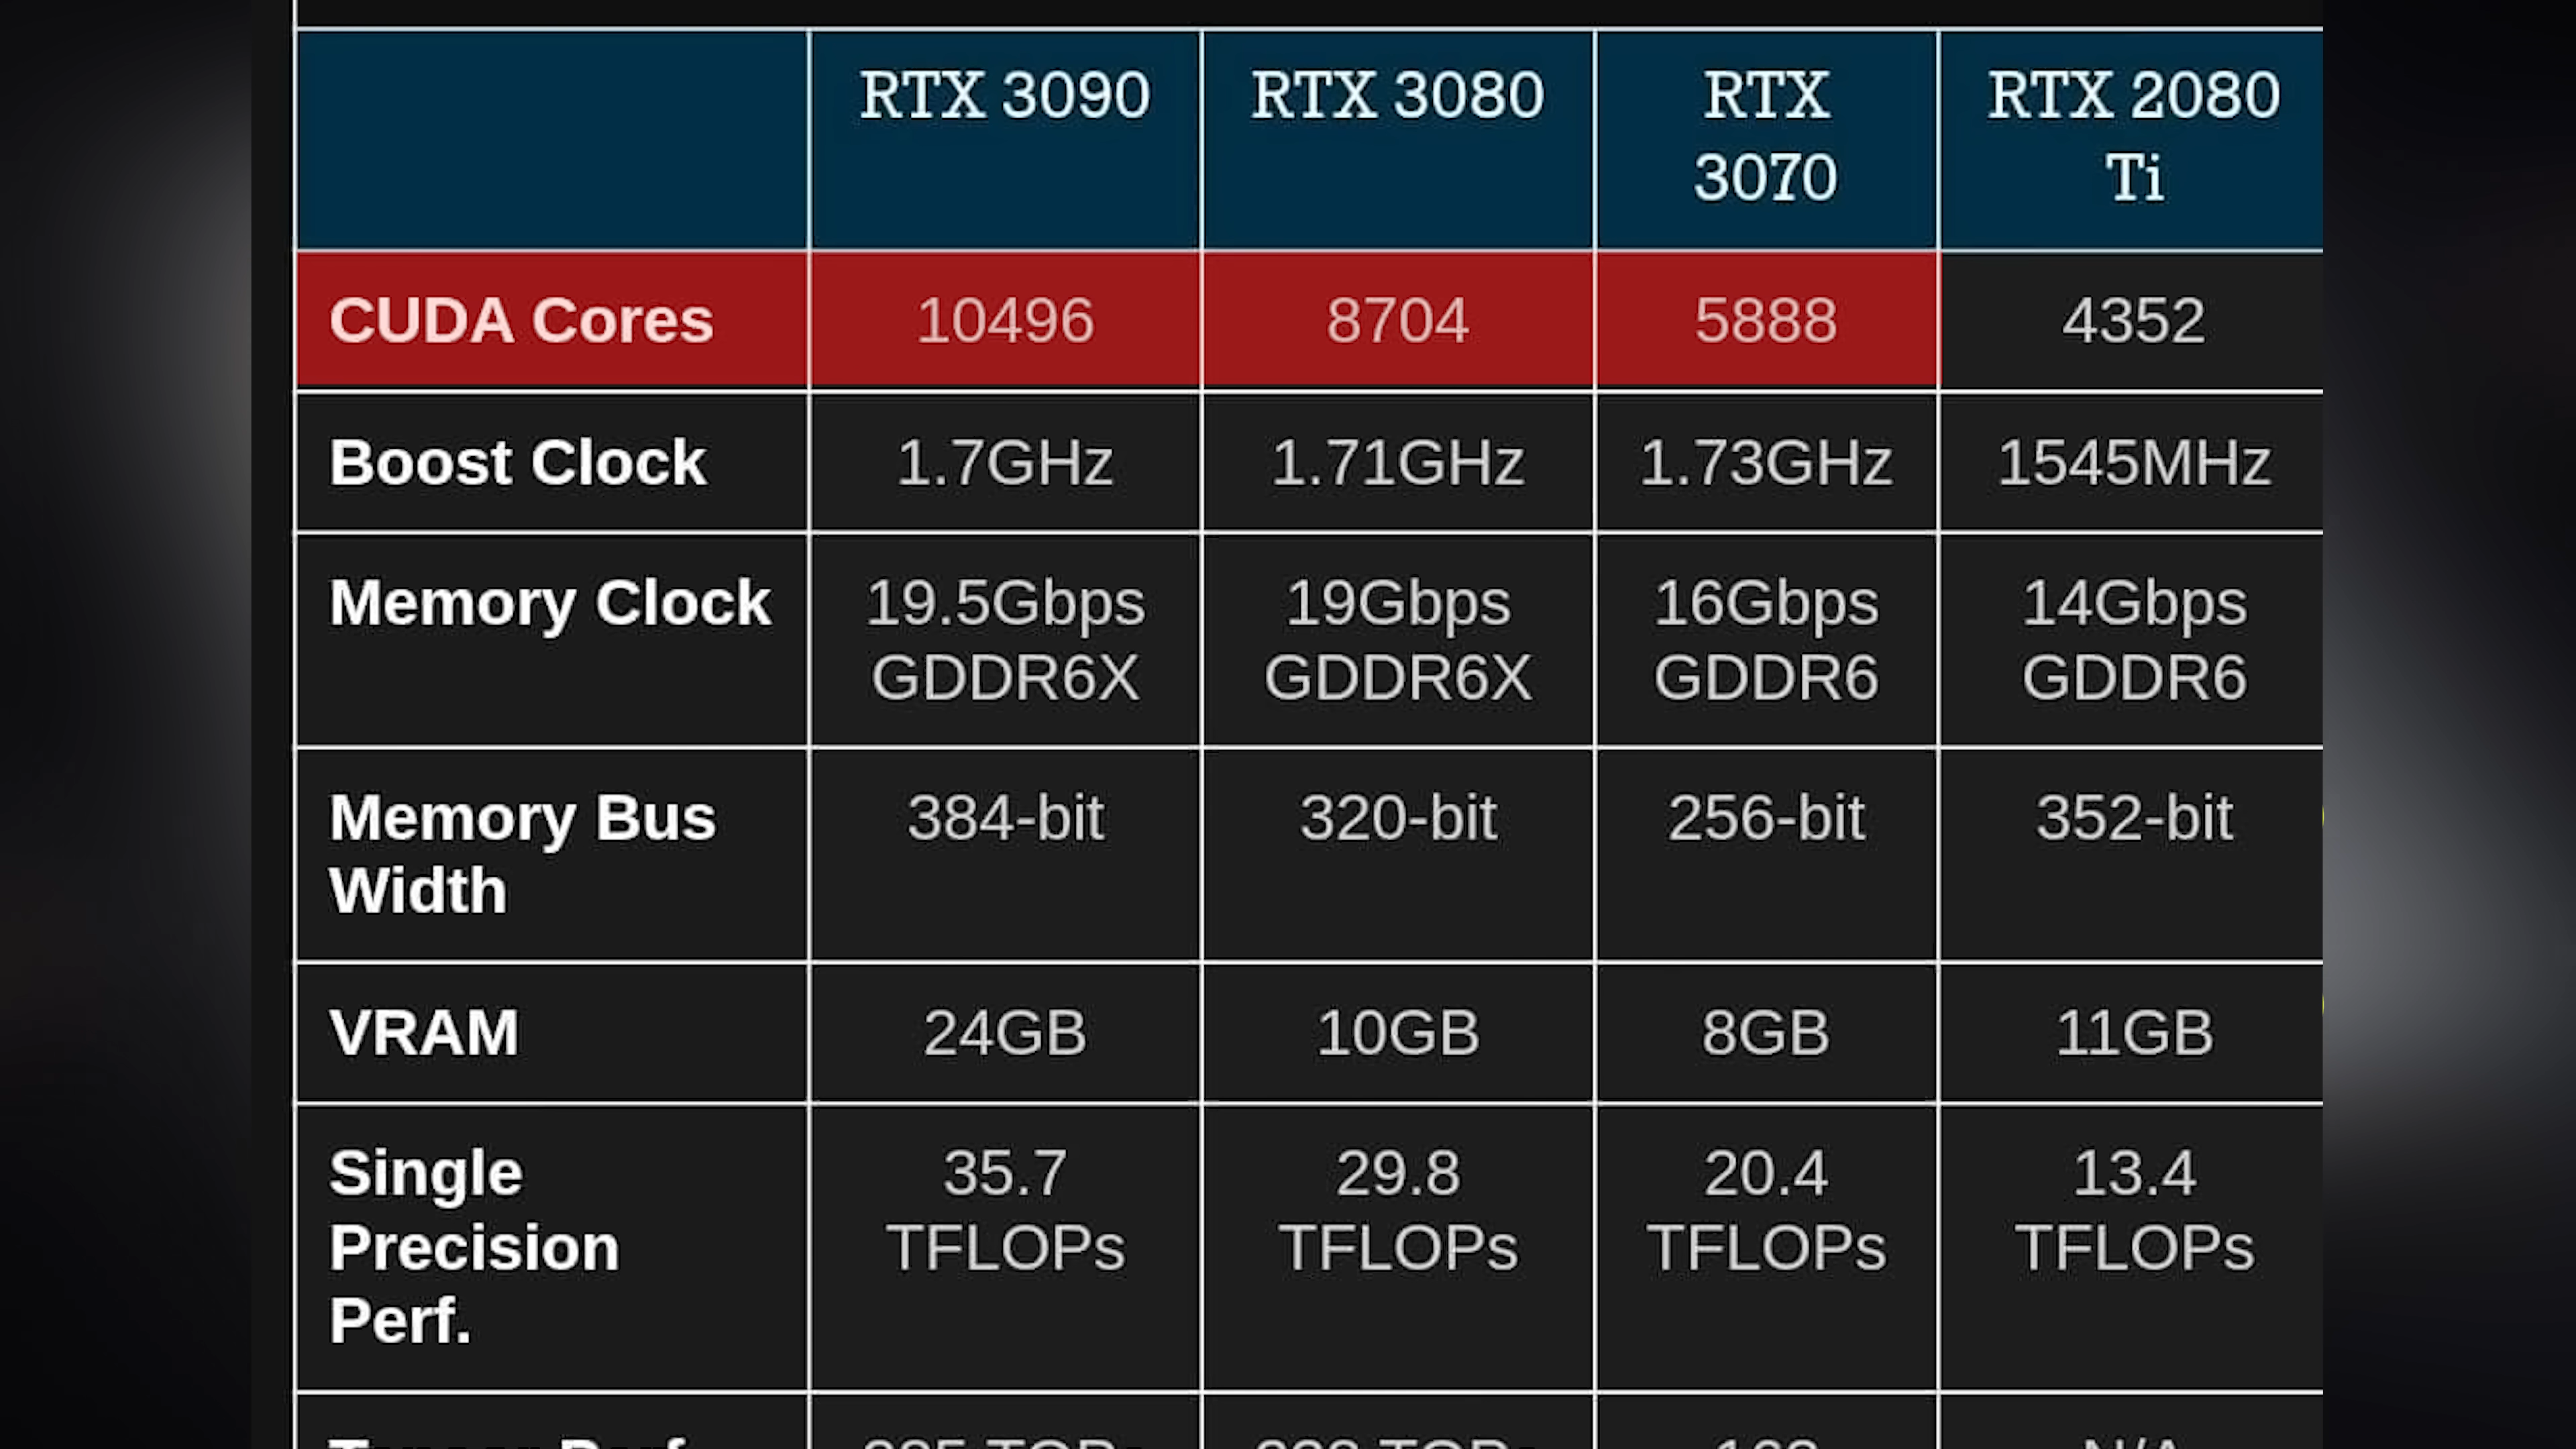 RTX 3090 RTX 3080 RTX 3070 RTX 2080 Ti
CUDA Cores 10496 8704 5888 4352
Boost Clock 1.7GHz 1.71GHz 1.73GHz 1545MHz
Memory Clock 19.5Gbps GDDR6X 19Gbps GDDR6X 16Gbps GDDR6 14Gbps GDDR6
Memory Bus Width 384-bit 320-bit 256-bit 352-bit
VRAM 24GB 10GB 8GB 11GB
Single Precision Perf. 35.7 TFLOPs 29.8 TFLOPs 20.4 TFLOPs 13.4 TFLOPs